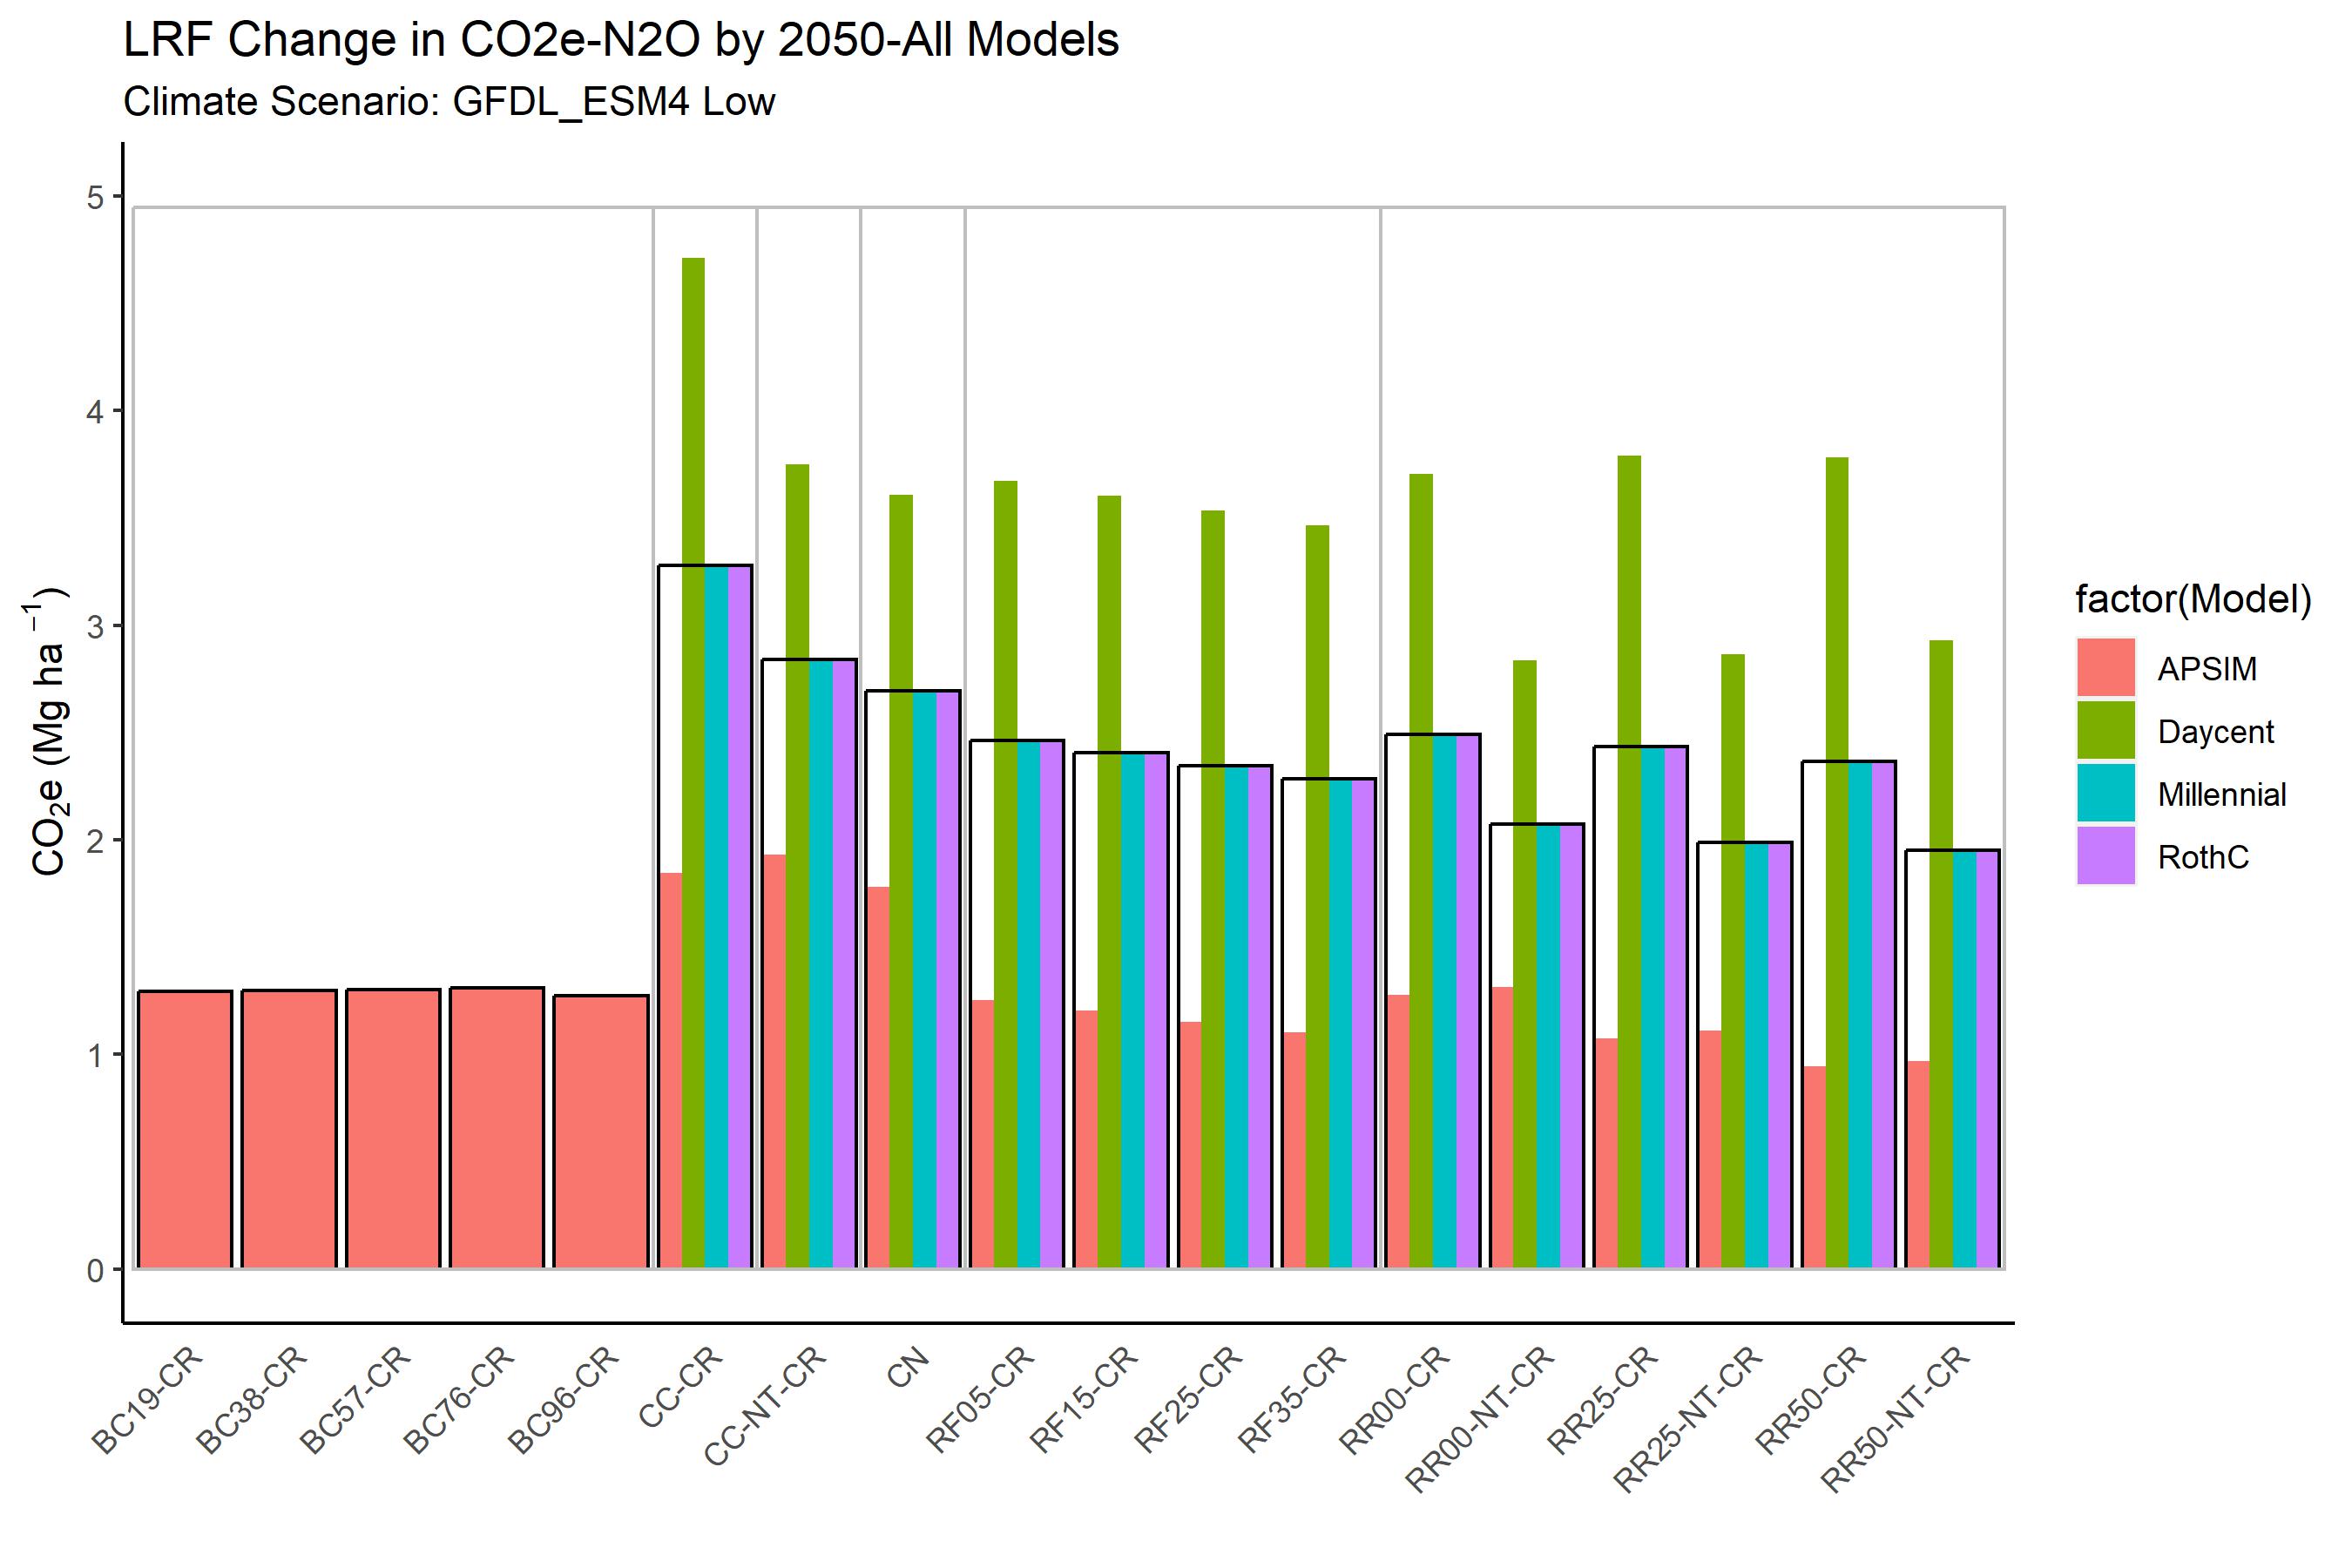 LRF Change in CO2e-N2O by 2050-All Models
Climate Scenario: GFDL_ESM4 Low
CO₂e (Mg ha ⁻¹)
5
4
3
2
1
0
BC19-CR
BC38-CR
BC57-CR
BC76-CR
BC96-CR
CC-CR
CC-NT-CR
CN
RF05-CR
RF15-CR
RF25-CR
RF35-CR
RR00-CR
RR00-NT-CR
RR25-CR
RR25-NT-CR
RR50-CR
RR50-NT-CR
factor(Model)
APSIM
Daycent
Millennial
RothC